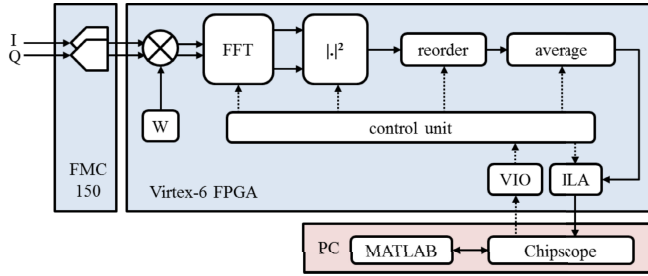 I
Q
FFT
|.|²
reorder
average
W
control unit
FMC
150
Virtex-6 FPGA
VIO
ILA
PC
MATLAB
Chipscope